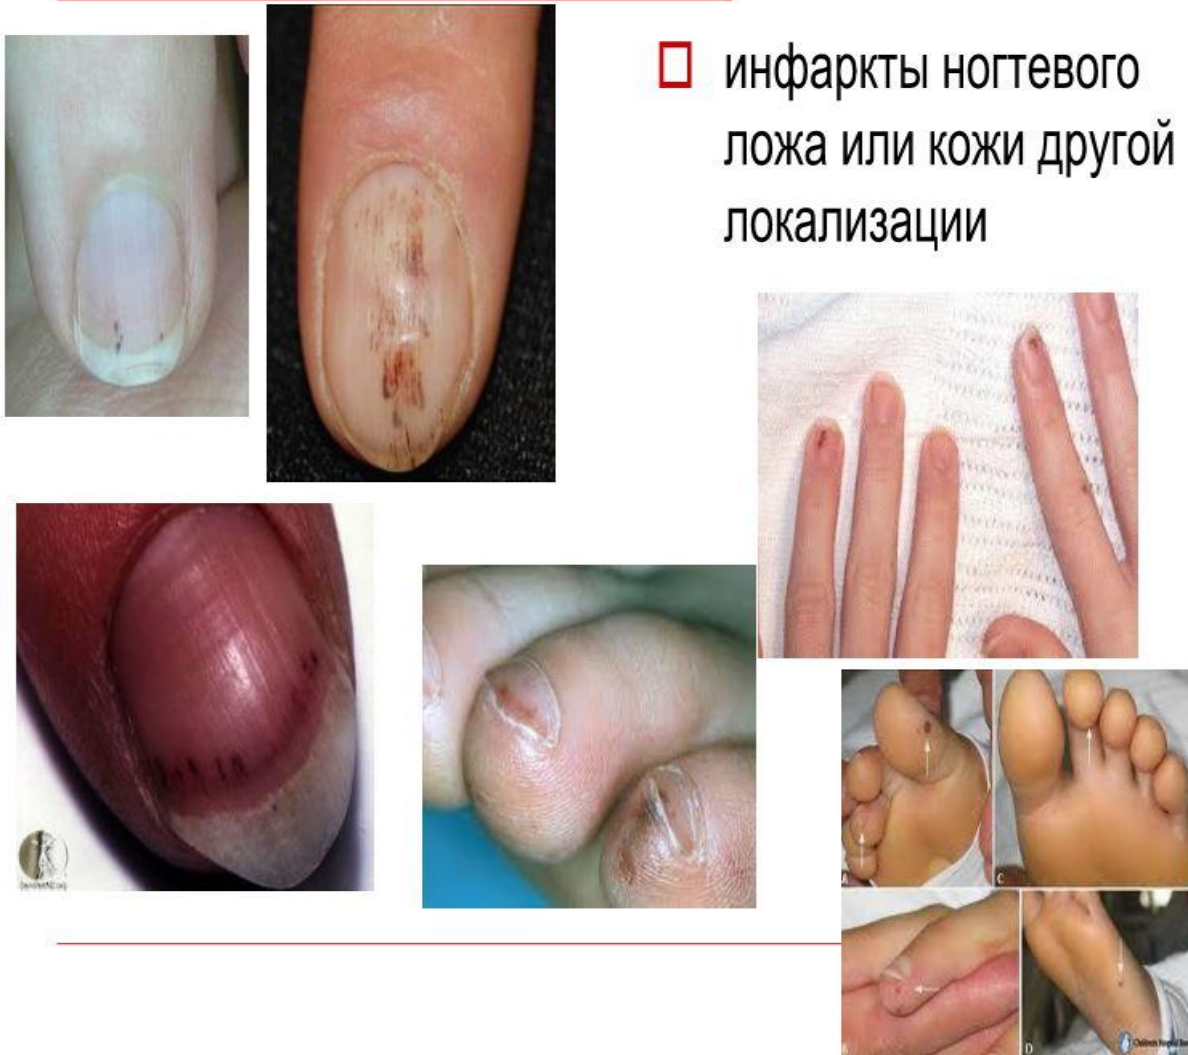 инфаркты ногтевого
ложа или кожи другой
локализации
A
C
B
D